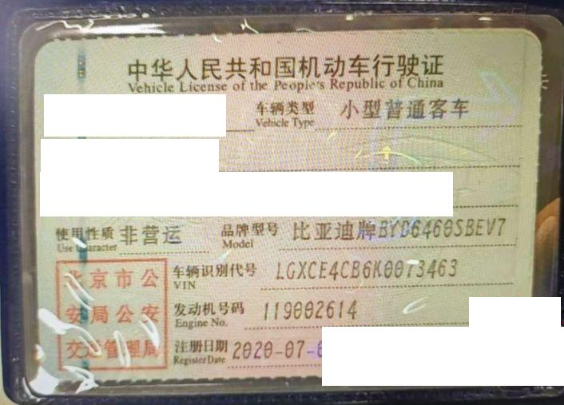 中华人民共和国机动车行驶证
Vehicle License of the People's Republic of China
车辆类型 小型普通客车
Vehicle Type
使用性质 非营运 品牌型号 比亚迪牌BYD6460SBEV7
Use Character Model
车辆识别代号 LGXCE4CB6K0073463
VIN
北京市公
安局公安
交通管理局
发动机号码 119002614
Engine No.
注册日期 2020-07-
Register Date